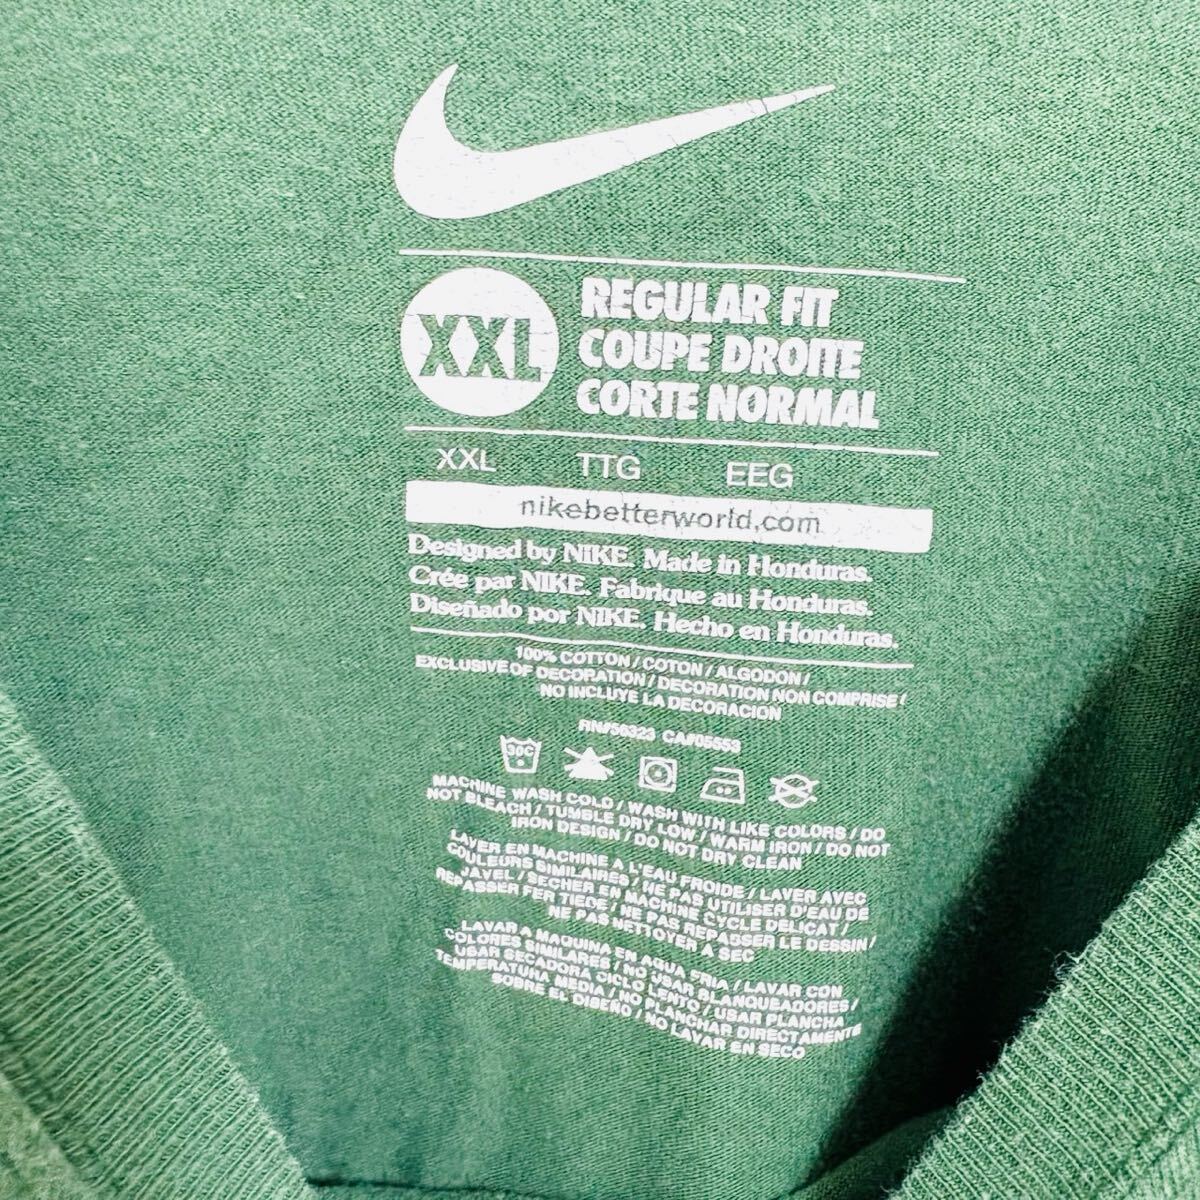 XXL
REGULAR FIT
COUPE DROITE
CORTE NORMAL
XXL TTG EEG
nikebetterworld.com
Designed by NIKE. Made in Honduras.
Crée par NIKE. Fabrique au Honduras.
Diseñado por NIKE. Hecho en Honduras.
100% COTTON / COTON / ALGODON /
EXCLUSIVE OF DECORATION / DECORATION NON COMPRISE /
NO INCLUYE LA DECORACION
RN#56323 CA#05553
30C
MACHINE WASH COLD / WASH WITH LIKE COLORS / DO
NOT BLEACH / TUMBLE DRY LOW / WARM IRON / DO NOT
IRON DESIGN / DO NOT DRY CLEAN
LAVER EN MACHINE A L'EAU FROIDE / LAVER AVEC
COULEURS SIMILAIRES / NE PAS UTILISER D'EAU DE
JAVEL / SECHER EN MACHINE CYCLE DELICAT /
REPASSER FER TIEDE / NE PAS REPASSER LE DESSIN /
NE PAS NETTOYER A SEC
LAVAR A MAQUINA EN AGUA FRIA / LAVAR CON
COLORES SIMILARES / NO USAR BLANQUEADORES /
USAR SECADORA CICLO LENTO / USAR PLANCHA
TEMPERATURA MEDIA / NO PLANCHAR DIRECTAMENTE
SOBRE EL DISEÑO / NO LAVAR EN SECO